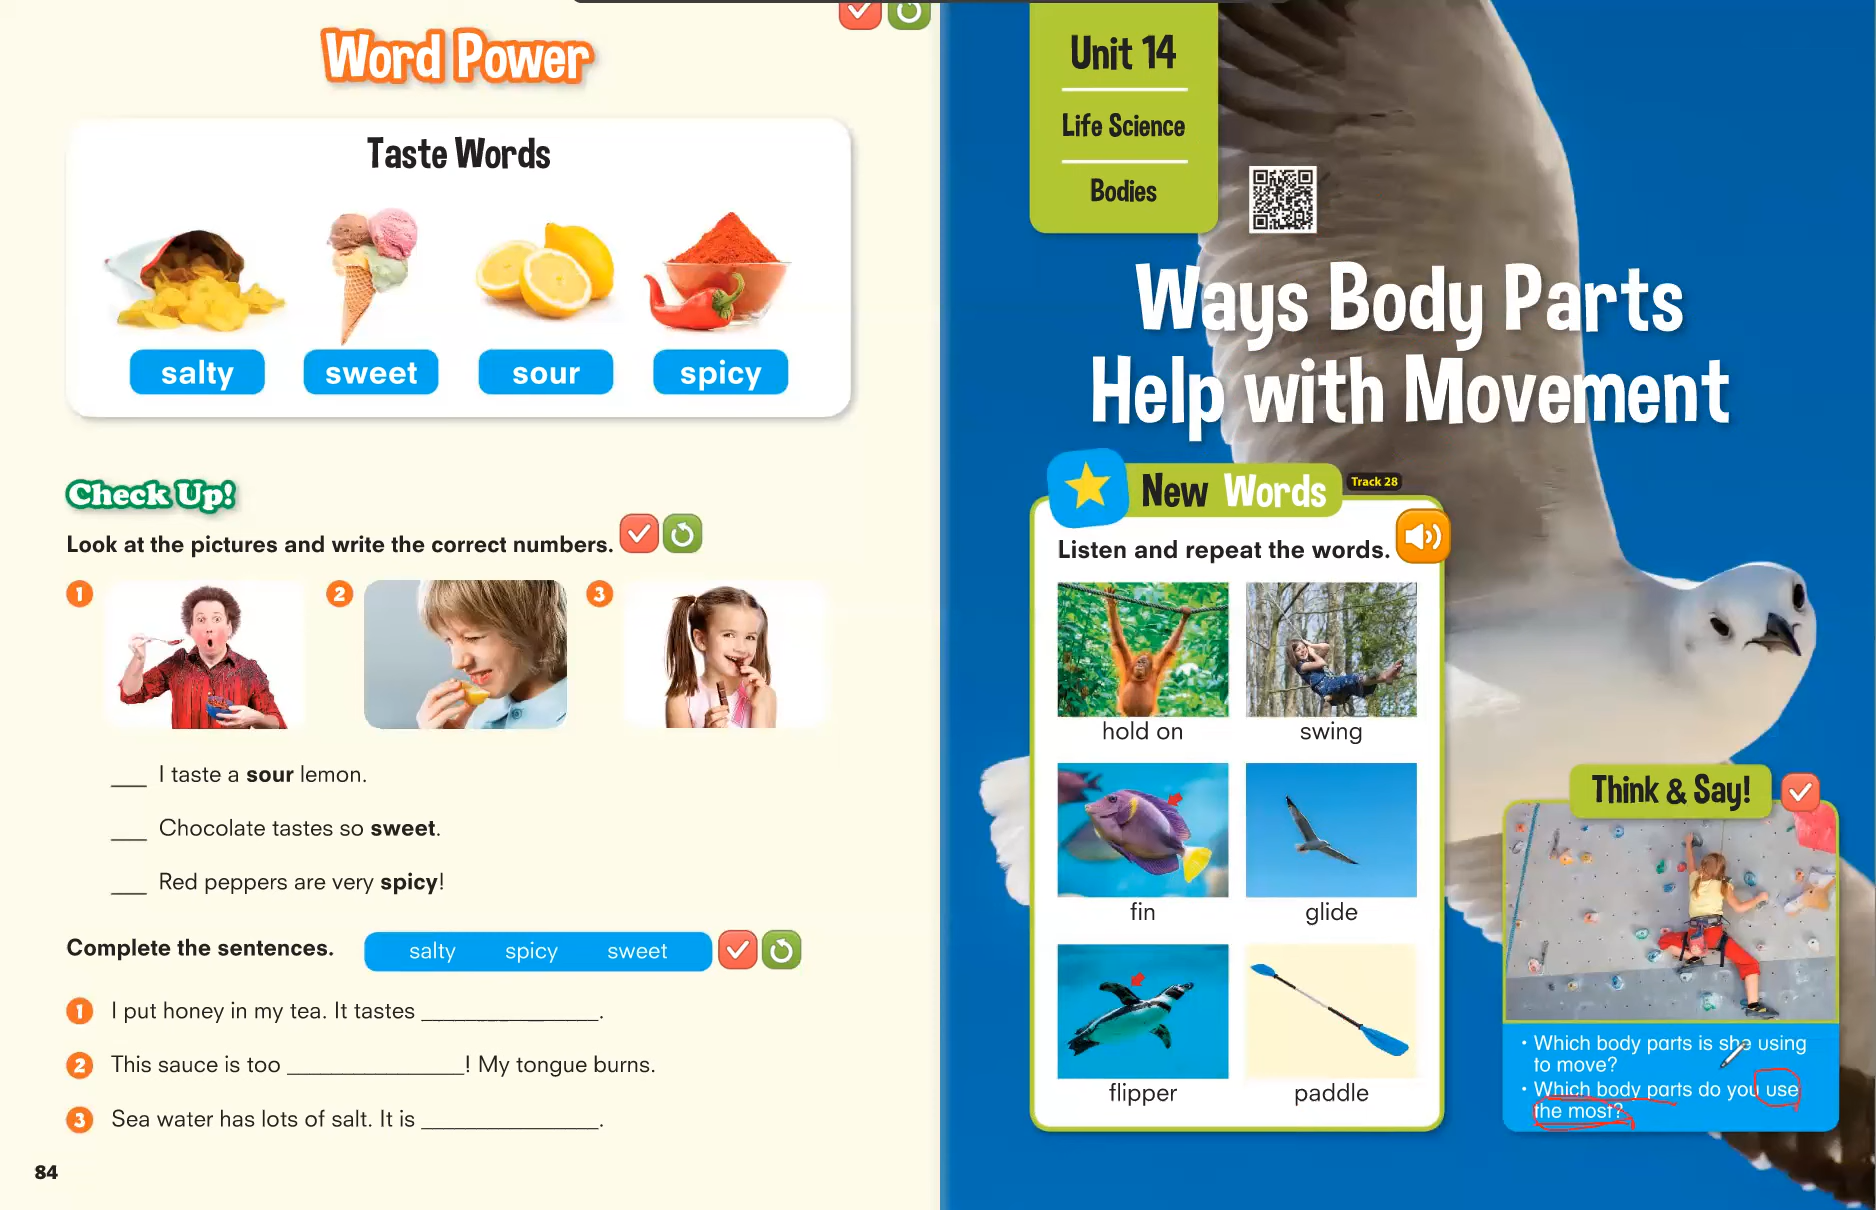 Word Power
Taste Words
salty
sweet
sour
spicy
Check Up!
Look at the pictures and write the correct numbers.
1
2
3
___ I taste a sour lemon.
___ Chocolate tastes so sweet.
___ Red peppers are very spicy!
Complete the sentences.
salty spicy sweet
1 I put honey in my tea. It tastes ______________.
2 This sauce is too ______________! My tongue burns.
3 Sea water has lots of salt. It is ______________.
84
Unit 14
Life Science
Bodies
Ways Body Parts
Help with Movement
New Words
Track 28
Listen and repeat the words.
hold on
swing
fin
glide
flipper
paddle
Think & Say!
• Which body parts is she using
to move?
• Which body parts do you use
the most?